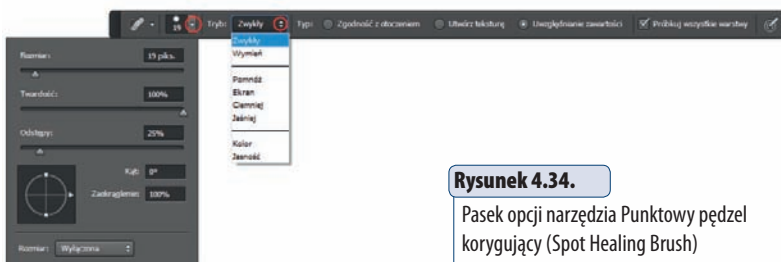 19 Tryb: Zwykły Typ: Zgodność z otoczeniem Utwórz teksturę Uwzględnianie zawartości Próbkuj wszystkie warstwy
Zwykły
Wymień
Pomnóż
Ekran
Ciemniej
Jaśniej
Kolor
Jasność
Rozmiar: 19 piks.
Twardość: 100%
Odstępy: 25%
Kąt: 0°
Zaokrąglenie: 100%
Rozmiar: Wyłączona
Rysunek 4.34.
Pasek opcji narzędzia Punktowy pędzel
korygujący (Spot Healing Brush)